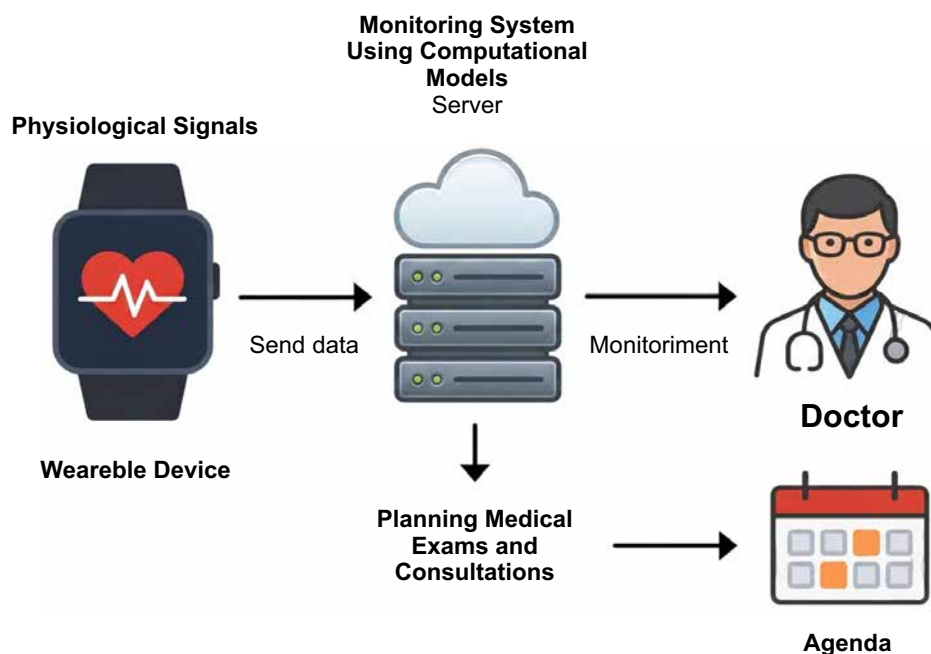 Monitoring System
Using Computational
Models
Server
Physiological Signals
Send data
Monitoriment
Doctor
Weareble Device
Planning Medical
Exams and
Consultations
Agenda